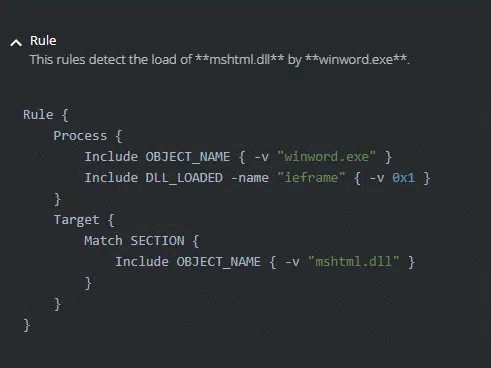 Rule
This rules detect the load of **mshtml.dll** by **winword.exe**.
Rule {
Process {
Include OBJECT_NAME { -v "winword.exe" }
Include DLL_LOADED -name "ieframe" { -v 0x1 }
}
Target {
Match SECTION {
Include OBJECT_NAME { -v "mshtml.dll" }
}
}
}